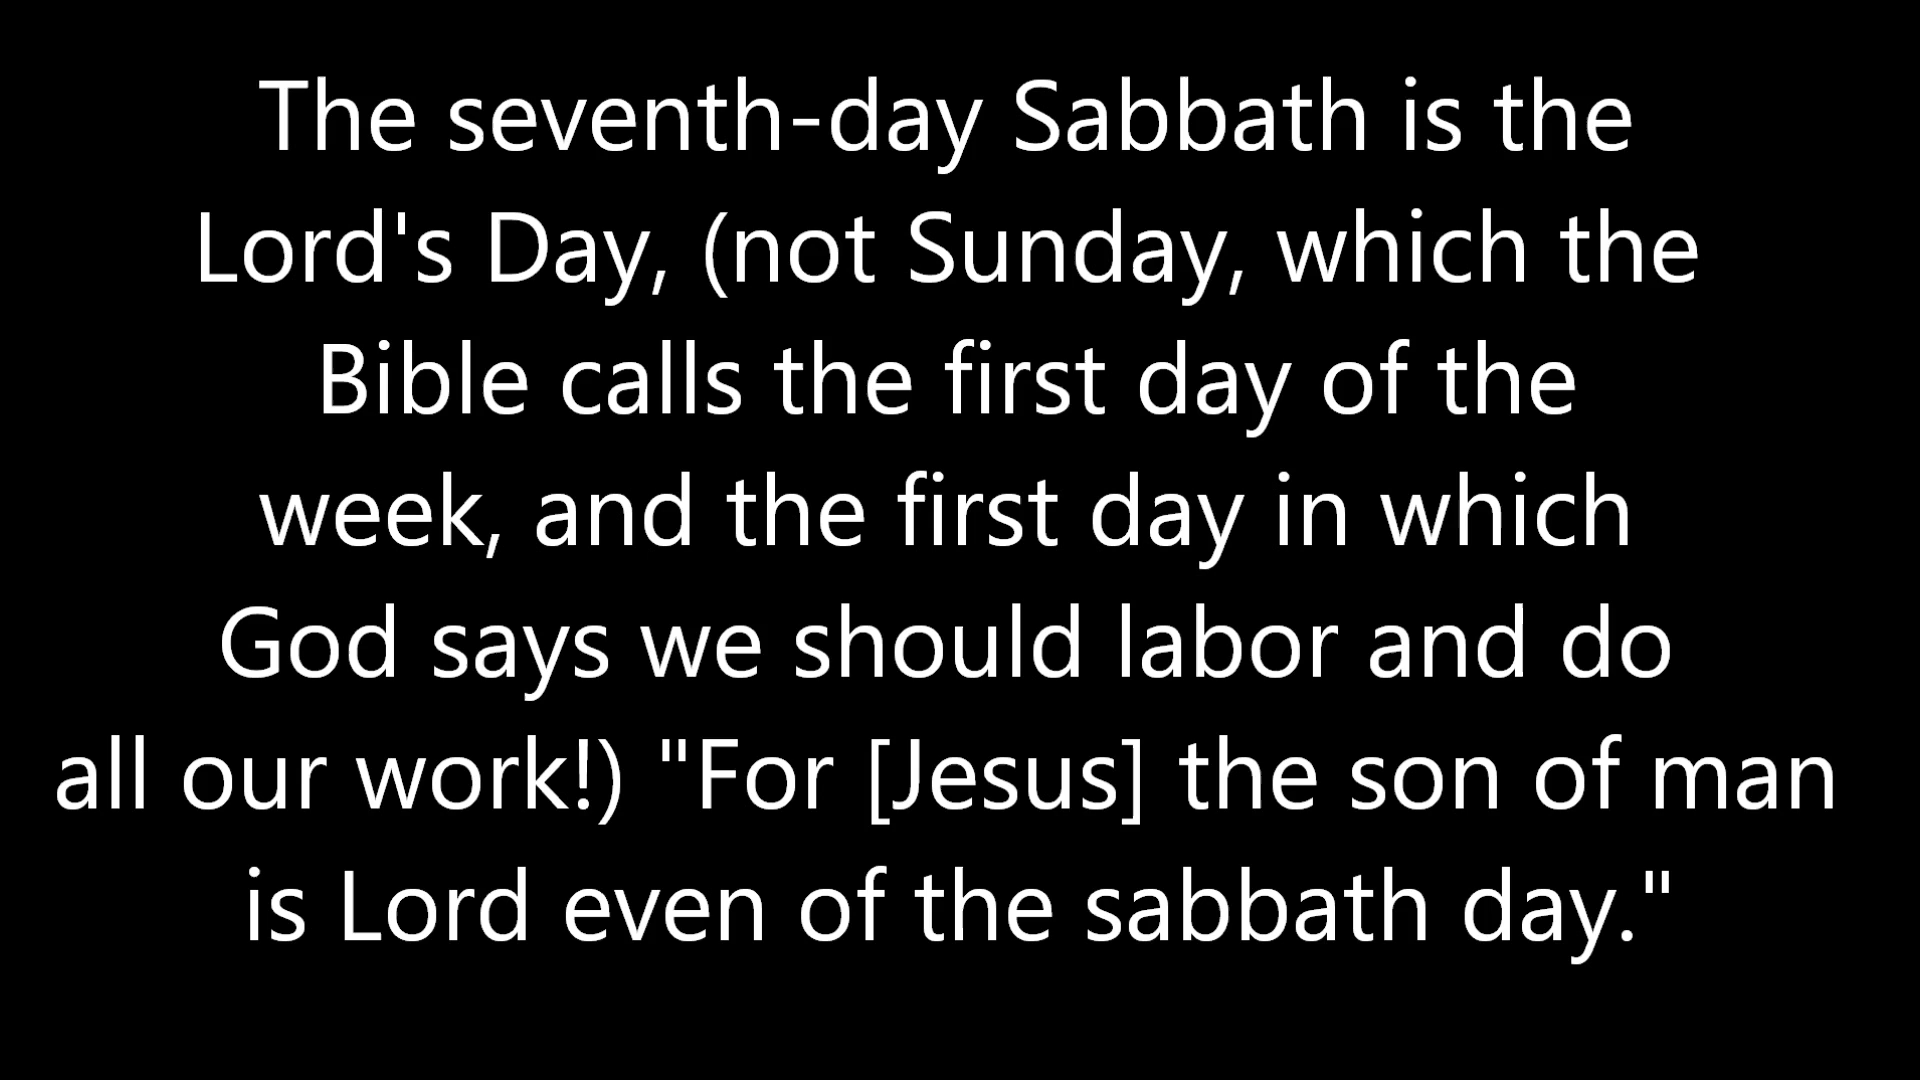 The seventh-day Sabbath is the
Lord's Day, (not Sunday, which the
Bible calls the first day of the
week, and the first day in which
God says we should labor and do
all our work!) "For [Jesus] the son of man
is Lord even of the sabbath day."